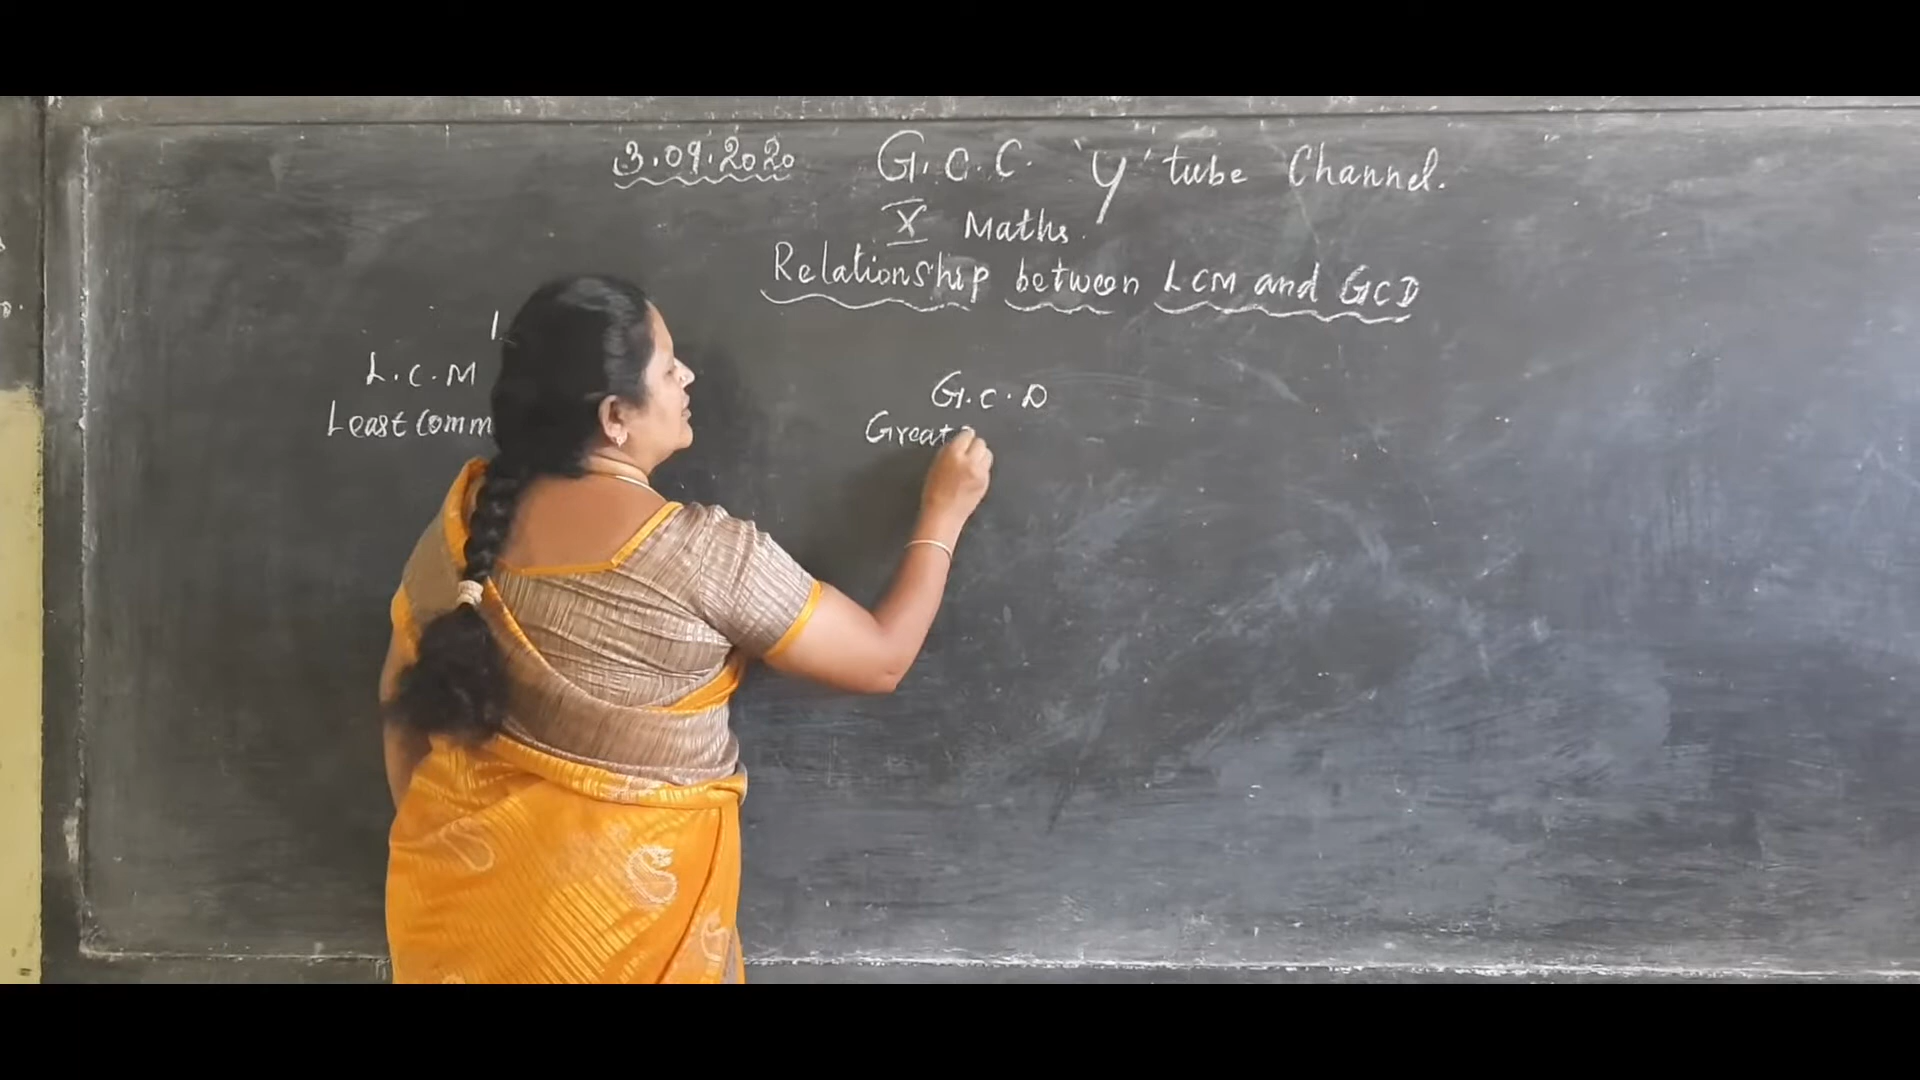 3.09.2020 G.C.C. 'Y' tube Channel.
X Maths.
Relationship between LCM and GCD
L.C.M
G.C.D
Least Comm
Great